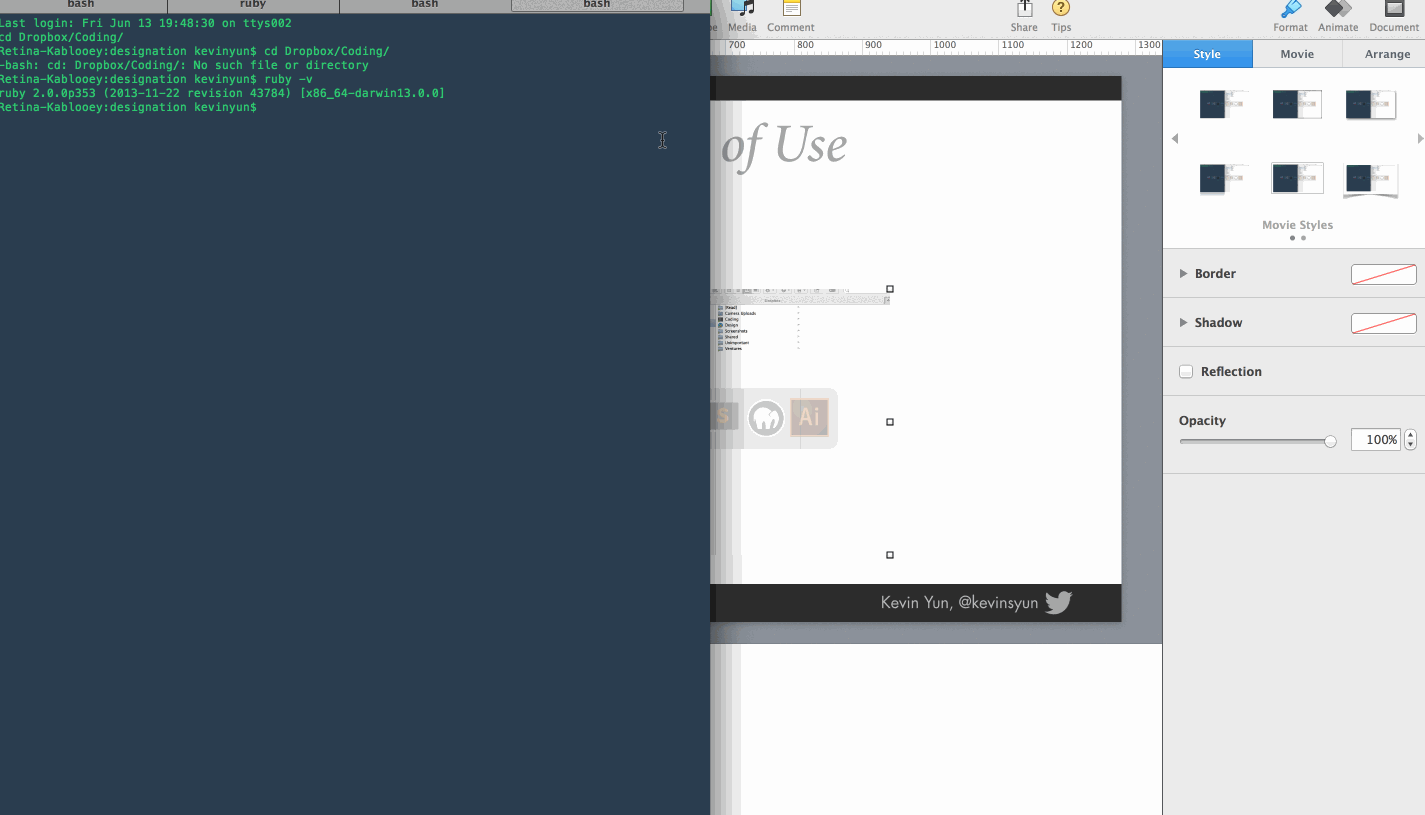 bash
ruby
bash
bash
Last login: Fri Jun 13 19:48:30 on ttys002
cd Dropbox/Coding/
Retina-Kablooey:designation kevinyun$ cd Dropbox/Coding/
-bash: cd: Dropbox/Coding/: No such file or directory
Retina-Kablooey:designation kevinyun$ ruby -v
ruby 2.0.0p353 (2013-11-22 revision 43784) [x86_64-darwin13.0.0]
Retina-Kablooey:designation kevinyun$
Media
Comment
Share
Tips
Format
Animate
Document
700
800
900
1000
1100
1200
1300
of Use
Camera Uploads
Coding
Design
Screenshots
Shared
Unimportant
Ventures
S
Ai
Kevin Yun, @kevinsyun
Style
Movie
Arrange
Movie Styles
Border
Shadow
Reflection
Opacity
100%